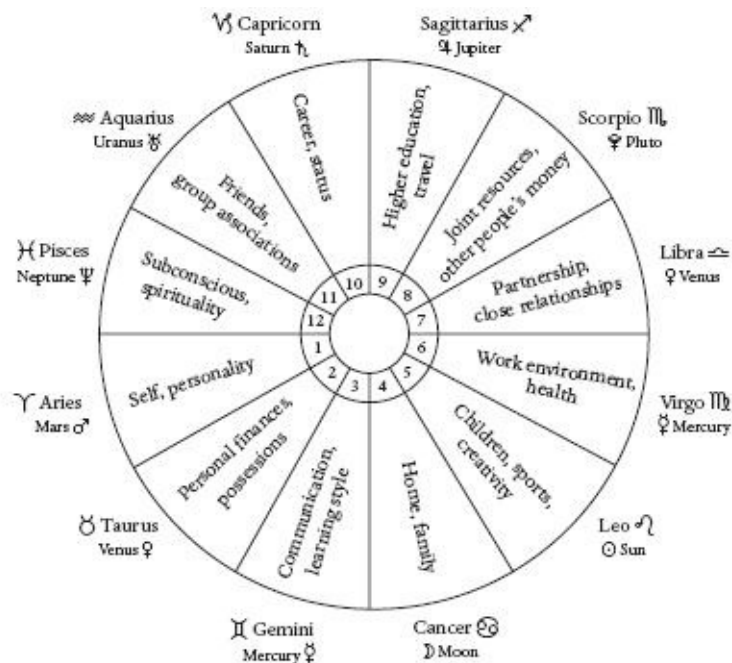 ♑ Capricorn
Saturn ♄
Sagittarius ♐
♃ Jupiter
♒ Aquarius
Uranus ♅
Scorpio ♏
⚴ Pluto
♓ Pisces
Neptune ♆
Libra ♎
♀ Venus
♈ Aries
Mars ♂
Virgo ♍
☿ Mercury
♉ Taurus
Venus ♀
Leo ♌
☉ Sun
♊ Gemini
Mercury ☿
Cancer ♋
☽ Moon
Career, status
Higher education,
travel
Friends,
group associations
Joint resources,
other people's money
Subconscious,
spirituality
Partnership,
close relationships
Self, personality
Work environment,
health
Personal finances,
possessions
Children, sports,
creativity
Communication,
learning style
Home, family
10
9
11
8
12
7
1
6
2
5
3
4